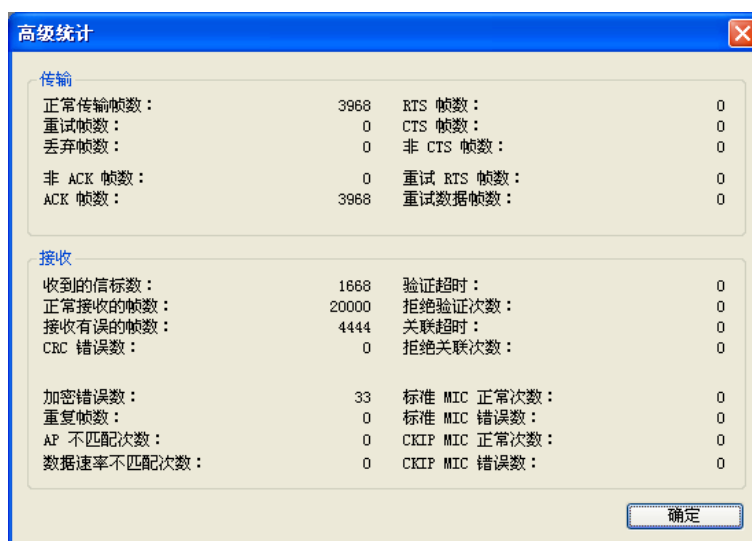 高级统计
传输
正常传输帧数： 3968 RTS 帧数： 0
重试帧数： 0 CTS 帧数： 0
丢弃帧数： 0 非 CTS 帧数： 0
非 ACK 帧数： 0 重试 RTS 帧数： 0
ACK 帧数： 3968 重试数据帧数： 0
接收
收到的信标数： 1668 验证超时： 0
正常接收的帧数： 20000 拒绝验证次数： 0
接收有误的帧数： 4444 关联超时： 0
CRC 错误数： 0 拒绝关联次数： 0
加密错误数： 33 标准 MIC 正常次数： 0
重复帧数： 0 标准 MIC 错误数： 0
AP 不匹配次数： 0 CKIP MIC 正常次数： 0
数据速率不匹配次数： 0 CKIP MIC 错误数： 0
确定